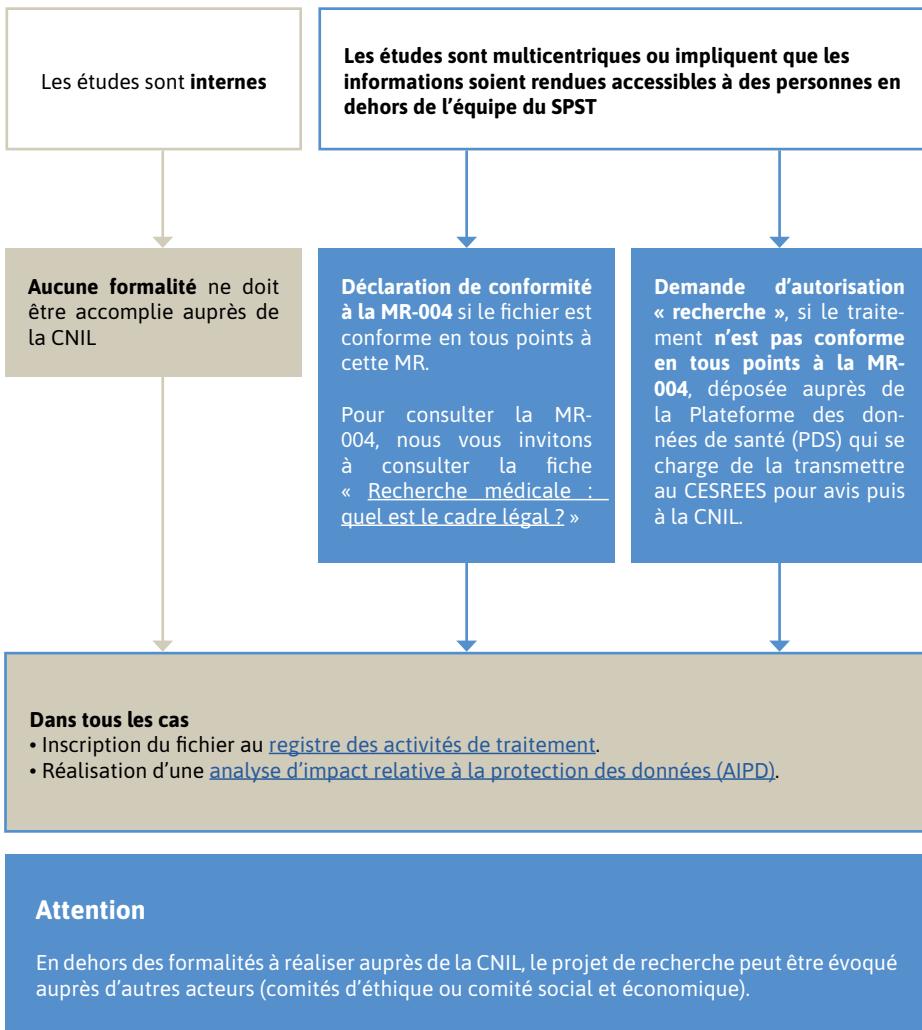 Les études sont internes
Les études sont multicentriques ou impliquent que les
informations soient rendues accessibles à des personnes en
dehors de l'équipe du SPST
Aucune formalité ne doit
être accomplie auprès de
la CNIL
Déclaration de conformité
à la MR-004 si le fichier est
conforme en tous points à
cette MR.
Pour consulter la MR-
004, nous vous invitons
à consulter la fiche
« Recherche médicale :
quel est le cadre légal ? »
Demande d'autorisation
« recherche », si le traite-
ment n'est pas conforme
en tous points à la MR-
004, déposée auprès de
la Plateforme des don-
nées de santé (PDS) qui se
charge de la transmettre
au CESREES pour avis puis
à la CNIL.
Dans tous les cas
• Inscription du fichier au registre des activités de traitement.
• Réalisation d'une analyse d'impact relative à la protection des données (AIPD).
Attention
En dehors des formalités à réaliser auprès de la CNIL, le projet de recherche peut être évoqué
auprès d'autres acteurs (comités d'éthique ou comité social et économique).